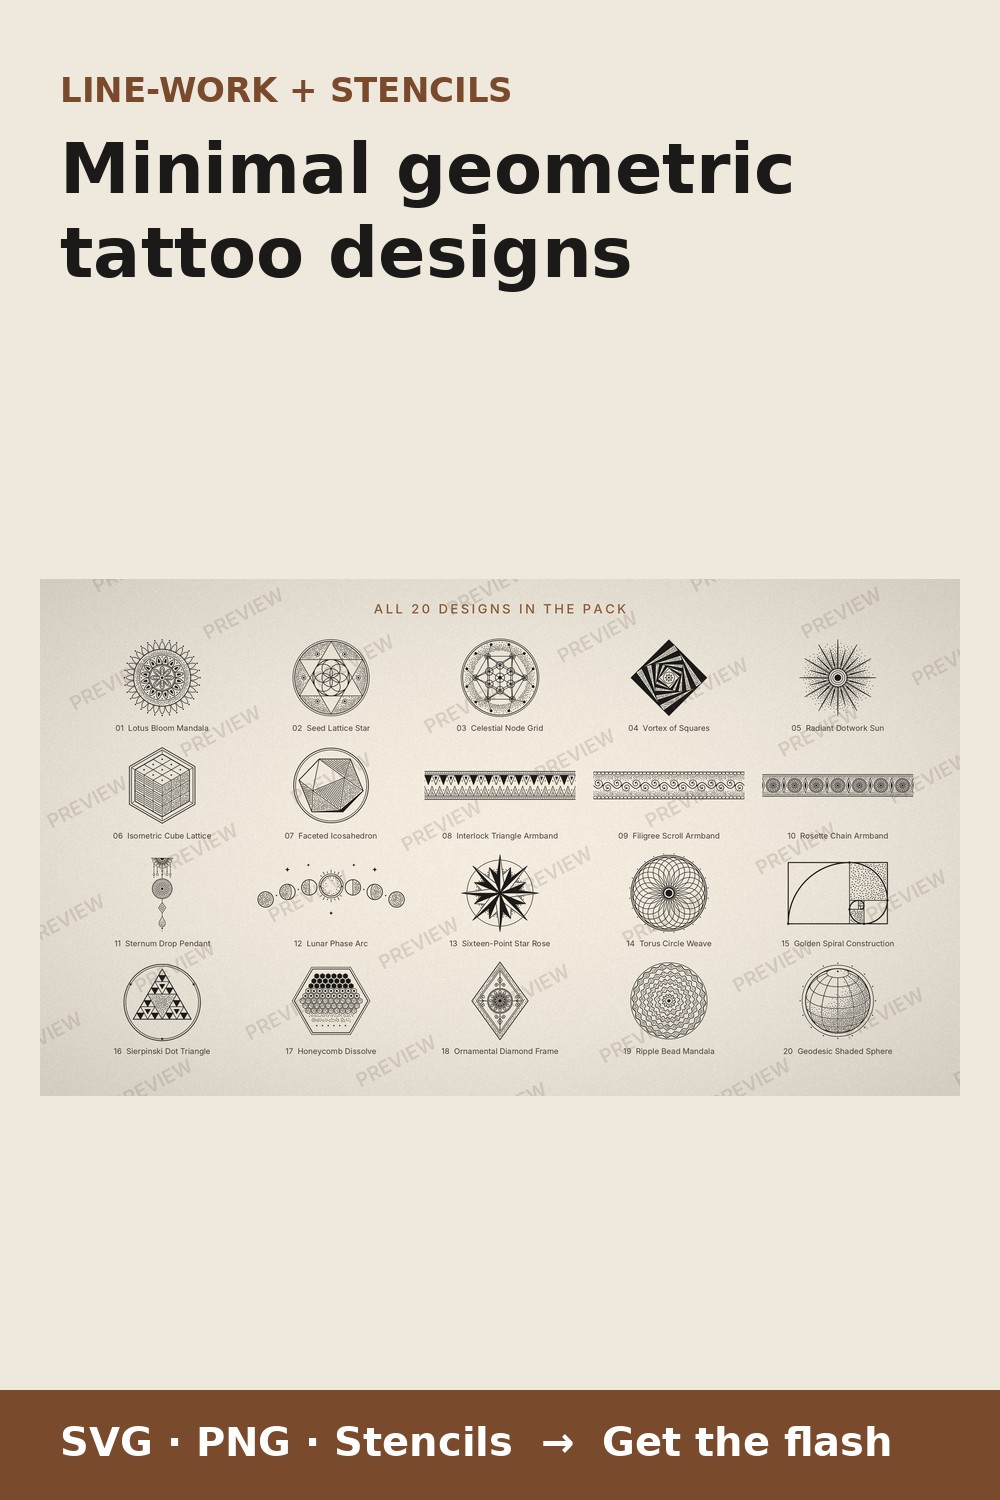 LINE-WORK + STENCILS
Minimal geometric
tattoo designs
ALL 20 DESIGNS IN THE PACK
01 Lotus Bloom Mandala
02 Seed Lattice Star
03 Celestial Node Grid
04 Vortex of Squares
05 Radiant Dotwork Sun
06 Isometric Cube Lattice
07 Faceted Icosahedron
08 Interlock Triangle Armband
09 Filigree Scroll Armband
10 Rosette Chain Armband
11 Sternum Drop Pendant
12 Lunar Phase Arc
13 Sixteen-Point Star Rose
14 Torus Circle Weave
15 Golden Spiral Construction
16 Sierpinski Dot Triangle
17 Honeycomb Dissolve
18 Ornamental Diamond Frame
19 Ripple Bead Mandala
20 Geodesic Shaded Sphere
PREVIEW
SVG · PNG · Stencils → Get the flash